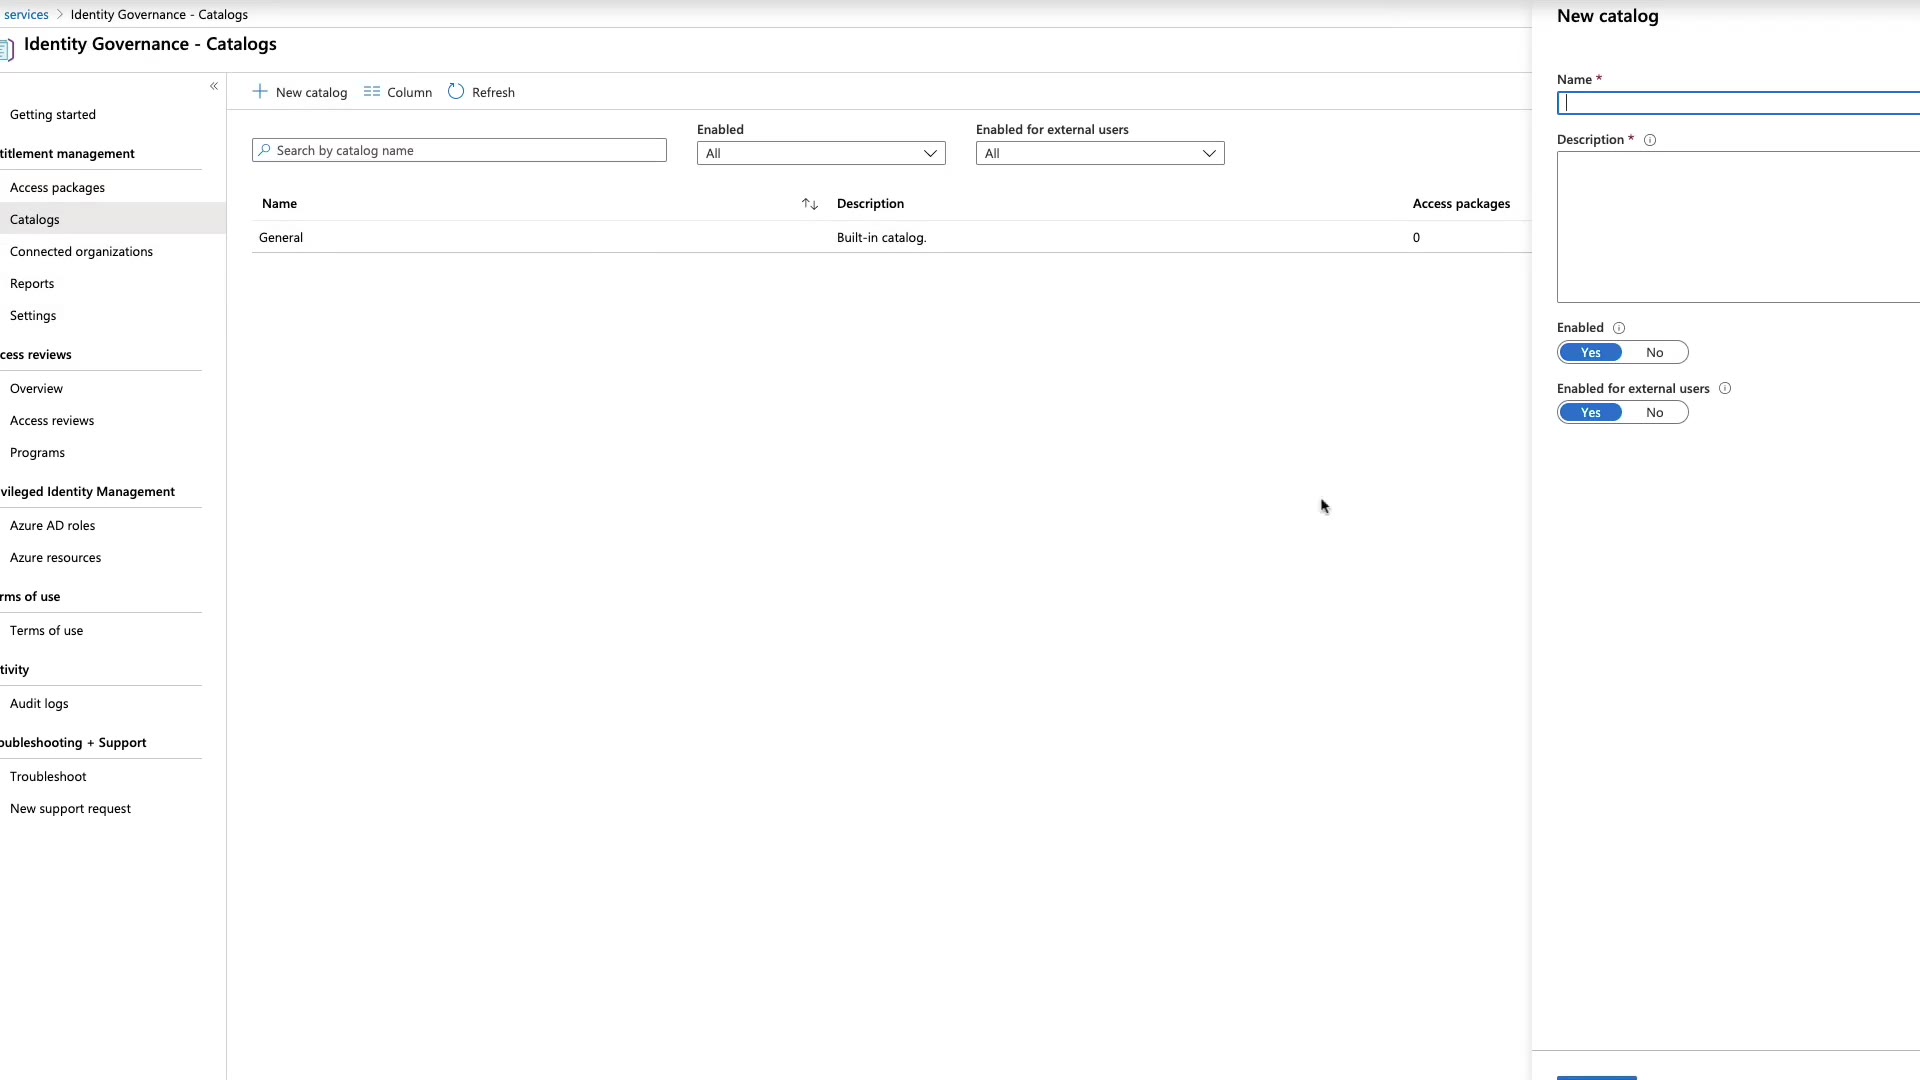 services > Identity Governance - Catalogs
Identity Governance - Catalogs
«
Getting started
titlement management
Access packages
Catalogs
Connected organizations
Reports
Settings
cess reviews
Overview
Access reviews
Programs
vileged Identity Management
Azure AD roles
Azure resources
rms of use
Terms of use
tivity
Audit logs
oubleshooting + Support
Troubleshoot
New support request
+ New catalog
Column
Refresh
Search by catalog name
Enabled
All
Enabled for external users
All
Name Description Access packages
General Built-in catalog. 0
New catalog
Name *
Description *
Enabled
Yes No
Enabled for external users
Yes No